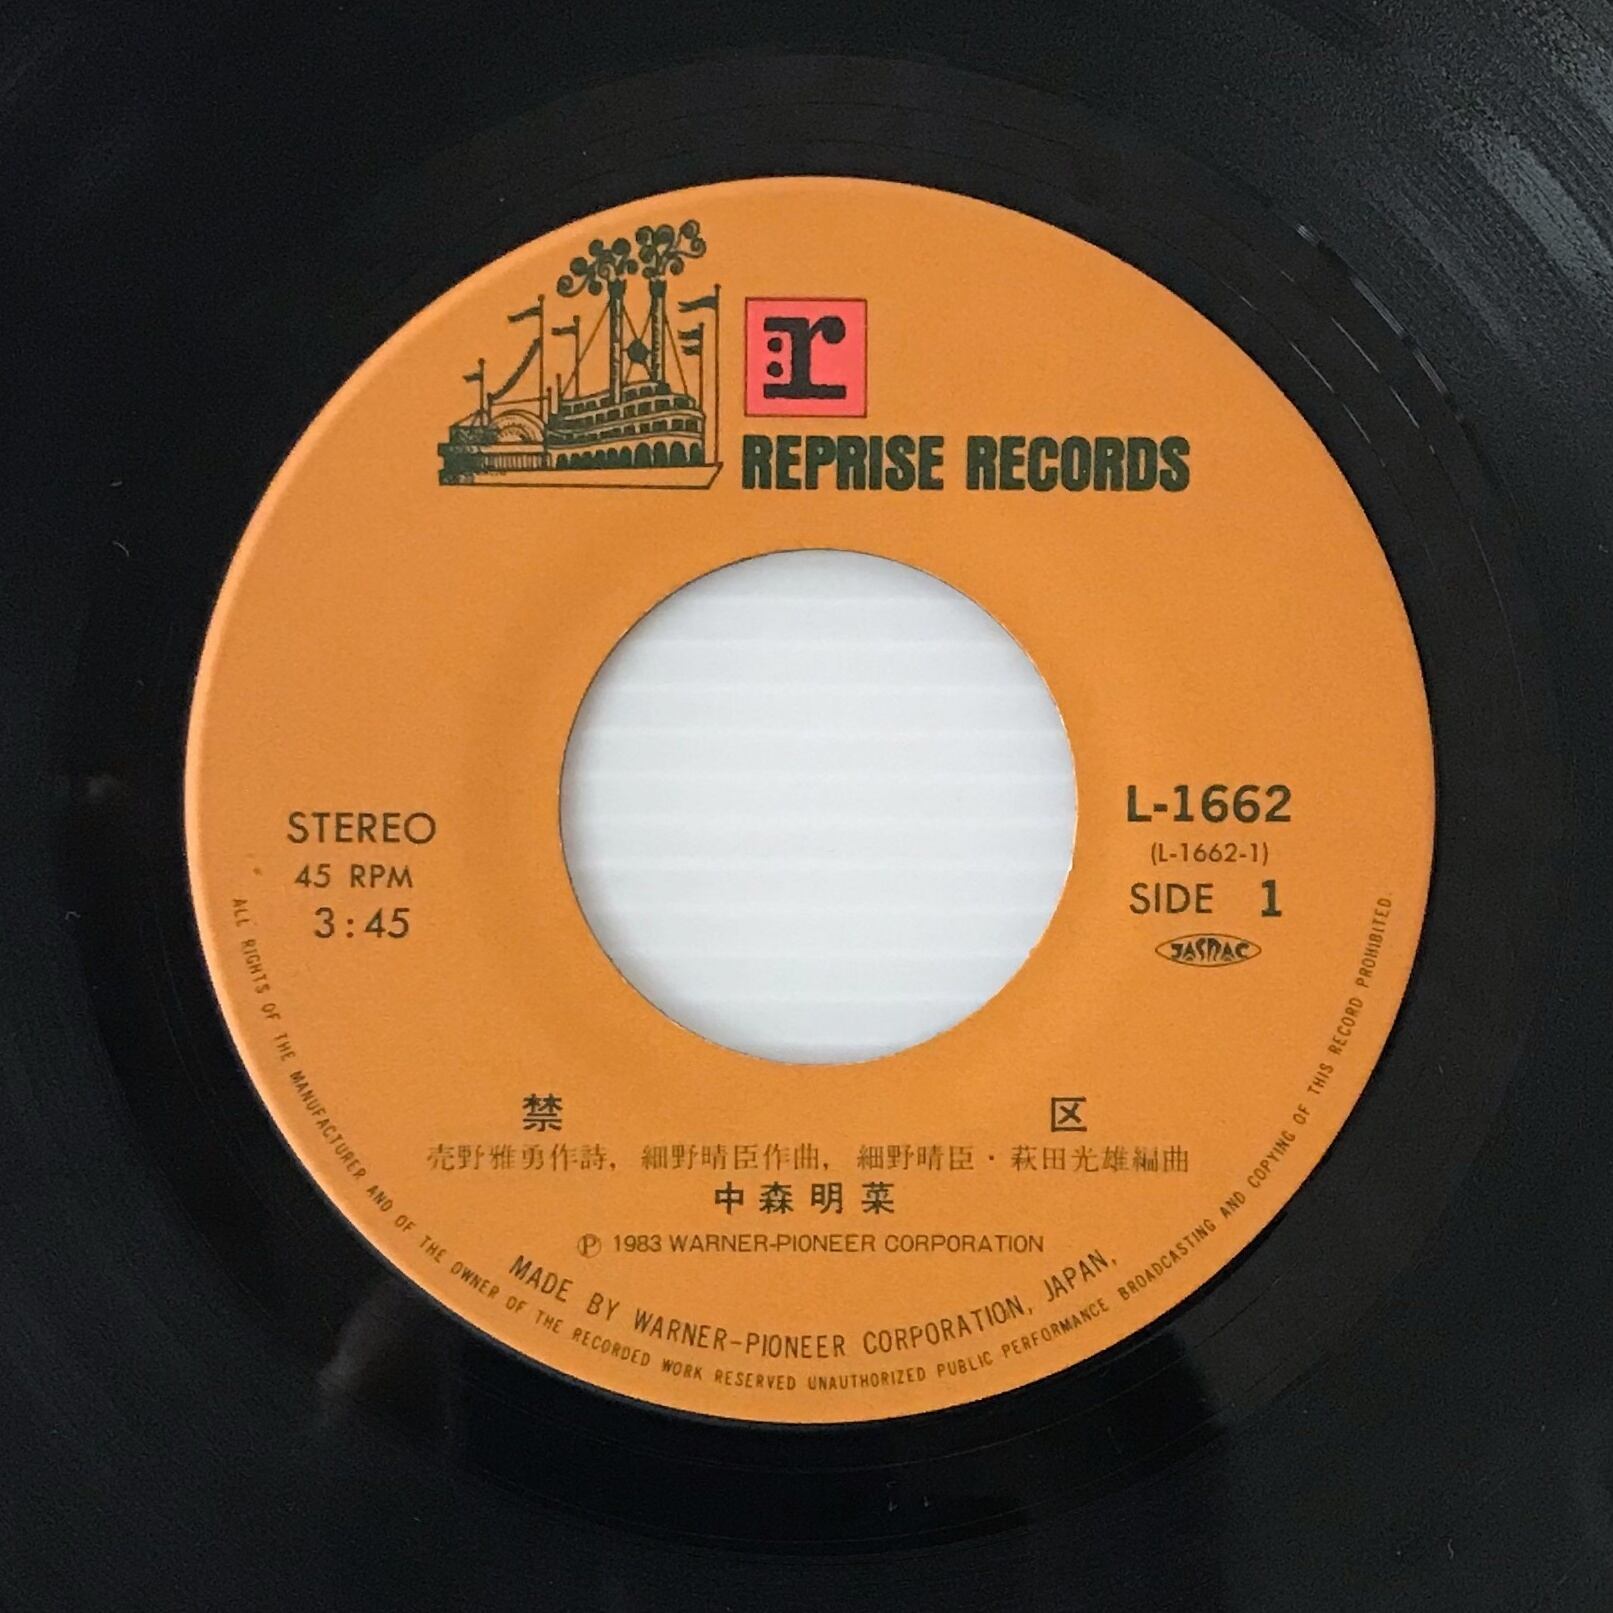 r
REPRISE RECORDS
STEREO
45 RPM
3:45
L-1662
(L-1662-1)
SIDE 1
JASRAC
禁 区
売野雅勇作詩, 細野晴臣作曲, 細野晴臣・萩田光雄編曲
中森明菜
Ⓟ 1983 WARNER-PIONEER CORPORATION
MADE BY WARNER-PIONEER CORPORATION, JAPAN,
ALL RIGHTS OF THE MANUFACTURER AND OF THE OWNER OF THE RECORDED WORK RESERVED UNAUTHORIZED PUBLIC PERFORMANCE BROADCASTING AND COPYING OF THIS RECORD PROHIBITED.